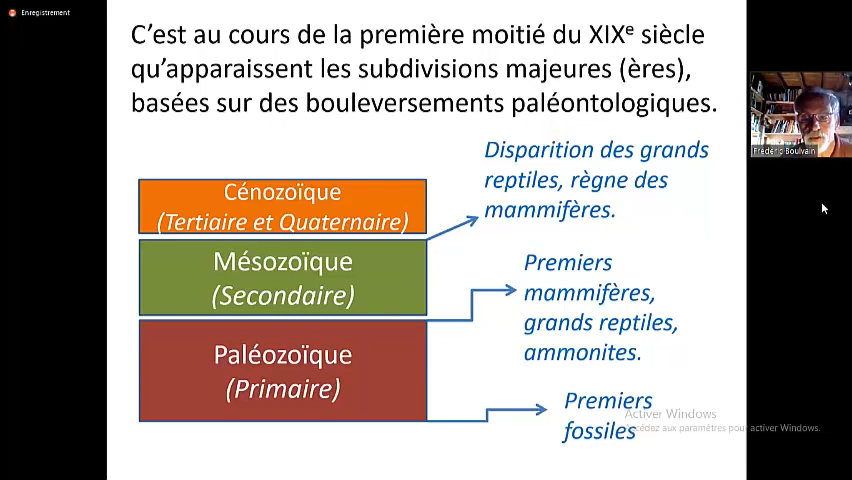 Enregistrement
C’est au cours de la première moitié du XIXe siècle
qu’apparaissent les subdivisions majeures (ères),
basées sur des bouleversements paléontologiques.
Frédéric Boulvain
Disparition des grands
reptiles, règne des
mammifères.
Cénozoïque
(Tertiaire et Quaternaire)
Mésozoïque
(Secondaire)
Premiers
mammifères,
grands reptiles,
ammonites.
Paléozoïque
(Primaire)
Premiers
fossiles
Activer Windows
Accédez aux paramètres pour activer Windows.